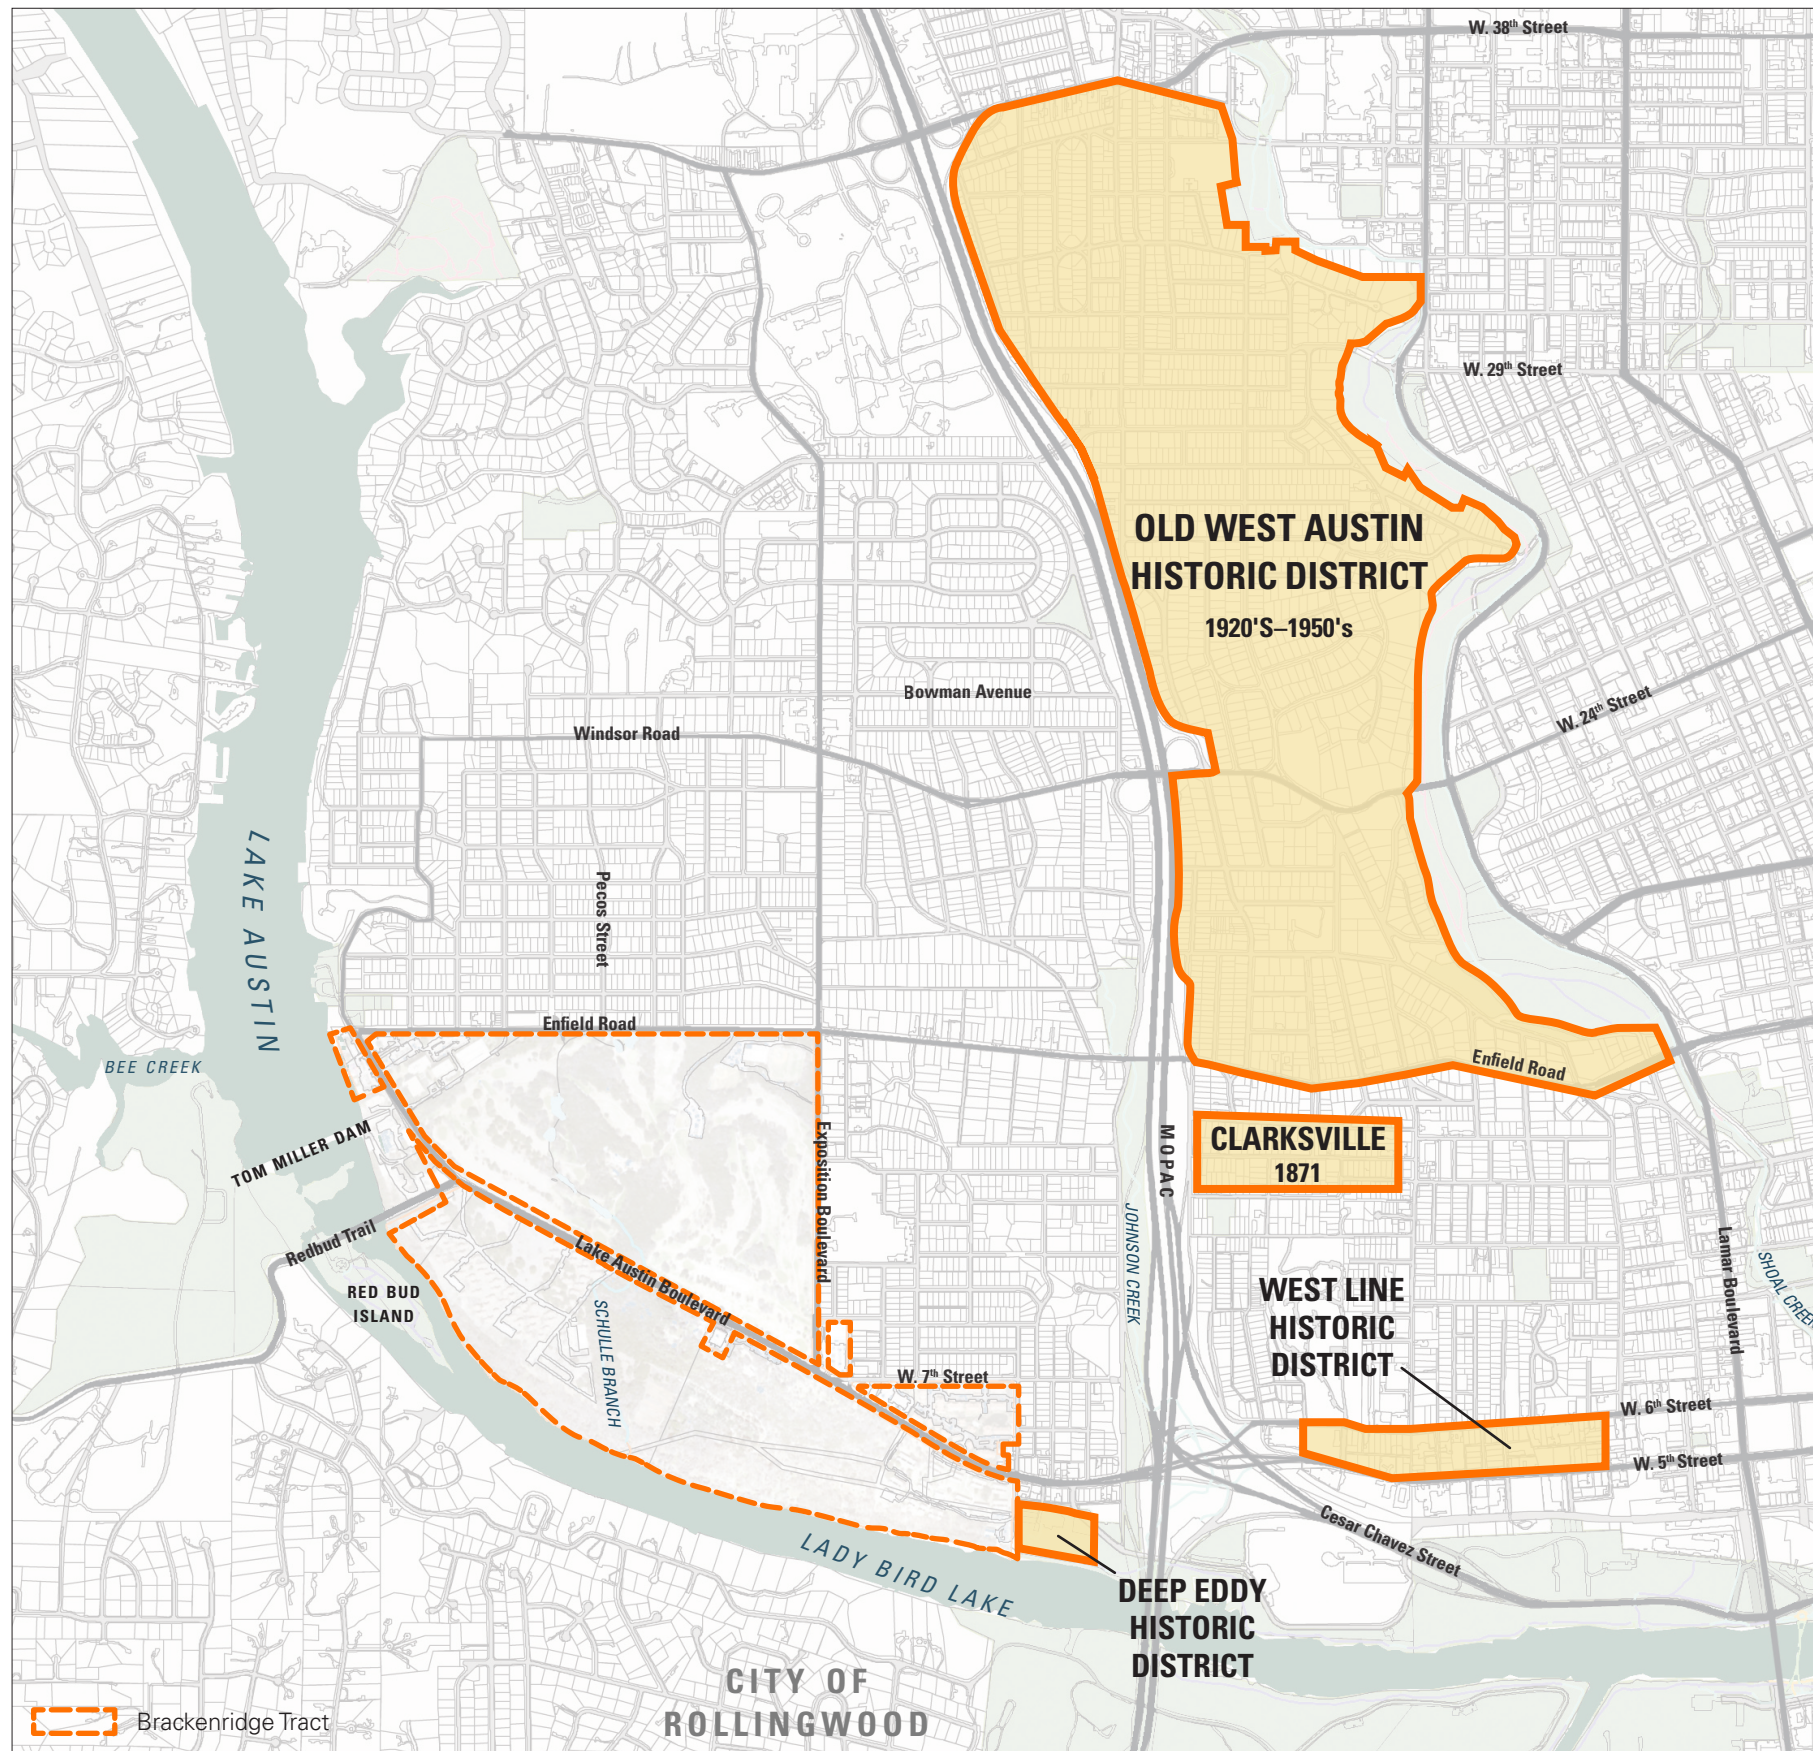 W. 38th Street
W. 29th Street
OLD WEST AUSTIN
HISTORIC DISTRICT
1920'S–1950's
Bowman Avenue
W. 24th Street
Windsor Road
LAKE AUSTIN
Pecos Street
Enfield Road
BEE CREEK
Enfield Road
TOM MILLER DAM
Exposition Boulevard
MOPAC
CLARKSVILLE
1871
Redbud Trail
Lake Austin Boulevard
JOHNSON CREEK
Lamar Boulevard
SHOAL CREEK
RED BUD
ISLAND
SCHULLE BRANCH
WEST LINE
HISTORIC
DISTRICT
W. 7th Street
W. 6th Street
W. 5th Street
Cesar Chavez Street
LADY BIRD LAKE
DEEP EDDY
HISTORIC
DISTRICT
CITY OF
ROLLINGWOOD
Brackenridge Tract